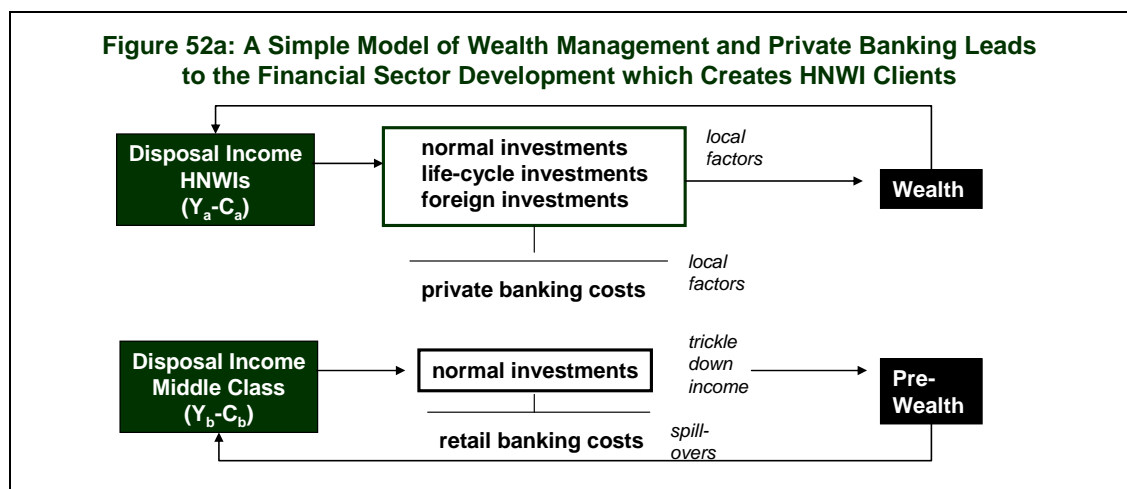 Figure 52a: A Simple Model of Wealth Management and Private Banking Leads
to the Financial Sector Development which Creates HNWI Clients
Disposal Income
HNWIs
(Ya-Ca)
normal investments
life-cycle investments
foreign investments
local
factors
Wealth
private banking costs
local
factors
Disposal Income
Middle Class
(Yb-Cb)
normal investments
trickle
down
income
Pre-
Wealth
retail banking costs
spill-
overs